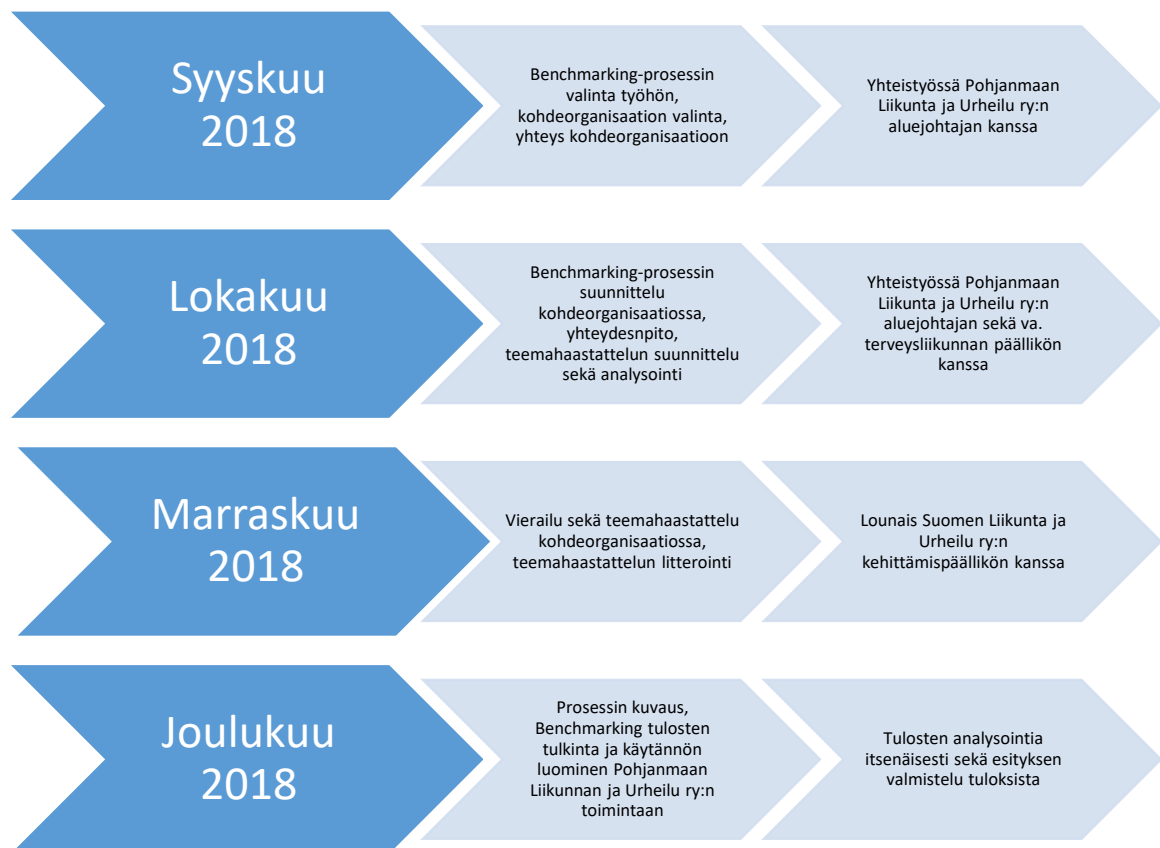 Syyskuu
2018
Benchmarking-prosessin
valinta työhön,
kohdeorganisaation valinta,
yhteys kohdeorganisaatioon
Yhteistyössä Pohjanmaan
Liikunta ja Urheilu ry:n
aluejohtajan kanssa
Lokakuu
2018
Benchmarking-prosessin
suunnittelu
kohdeorganisaatiossa,
yhteydesnpito,
teemahaastattelun suunnittelu
sekä analysointi
Yhteistyössä Pohjanmaan
Liikunta ja Urheilu ry:n
aluejohtajan sekä va.
terveysliikunnan päällikön
kanssa
Marraskuu
2018
Vierailu sekä teemahaastattelu
kohdeorganisaatiossa,
teemahaastattelun litterointi
Lounais Suomen Liikunta ja
Urheilu ry:n
kehittämispäällikön kanssa
Joulukuu
2018
Prosessin kuvaus,
Benchmarking tulosten
tulkinta ja käytännön
luominen Pohjanmaan
Liikunnan ja Urheilu ry:n
toimintaan
Tulosten analysointia
itsenäisesti sekä esityksen
valmistelu tuloksista